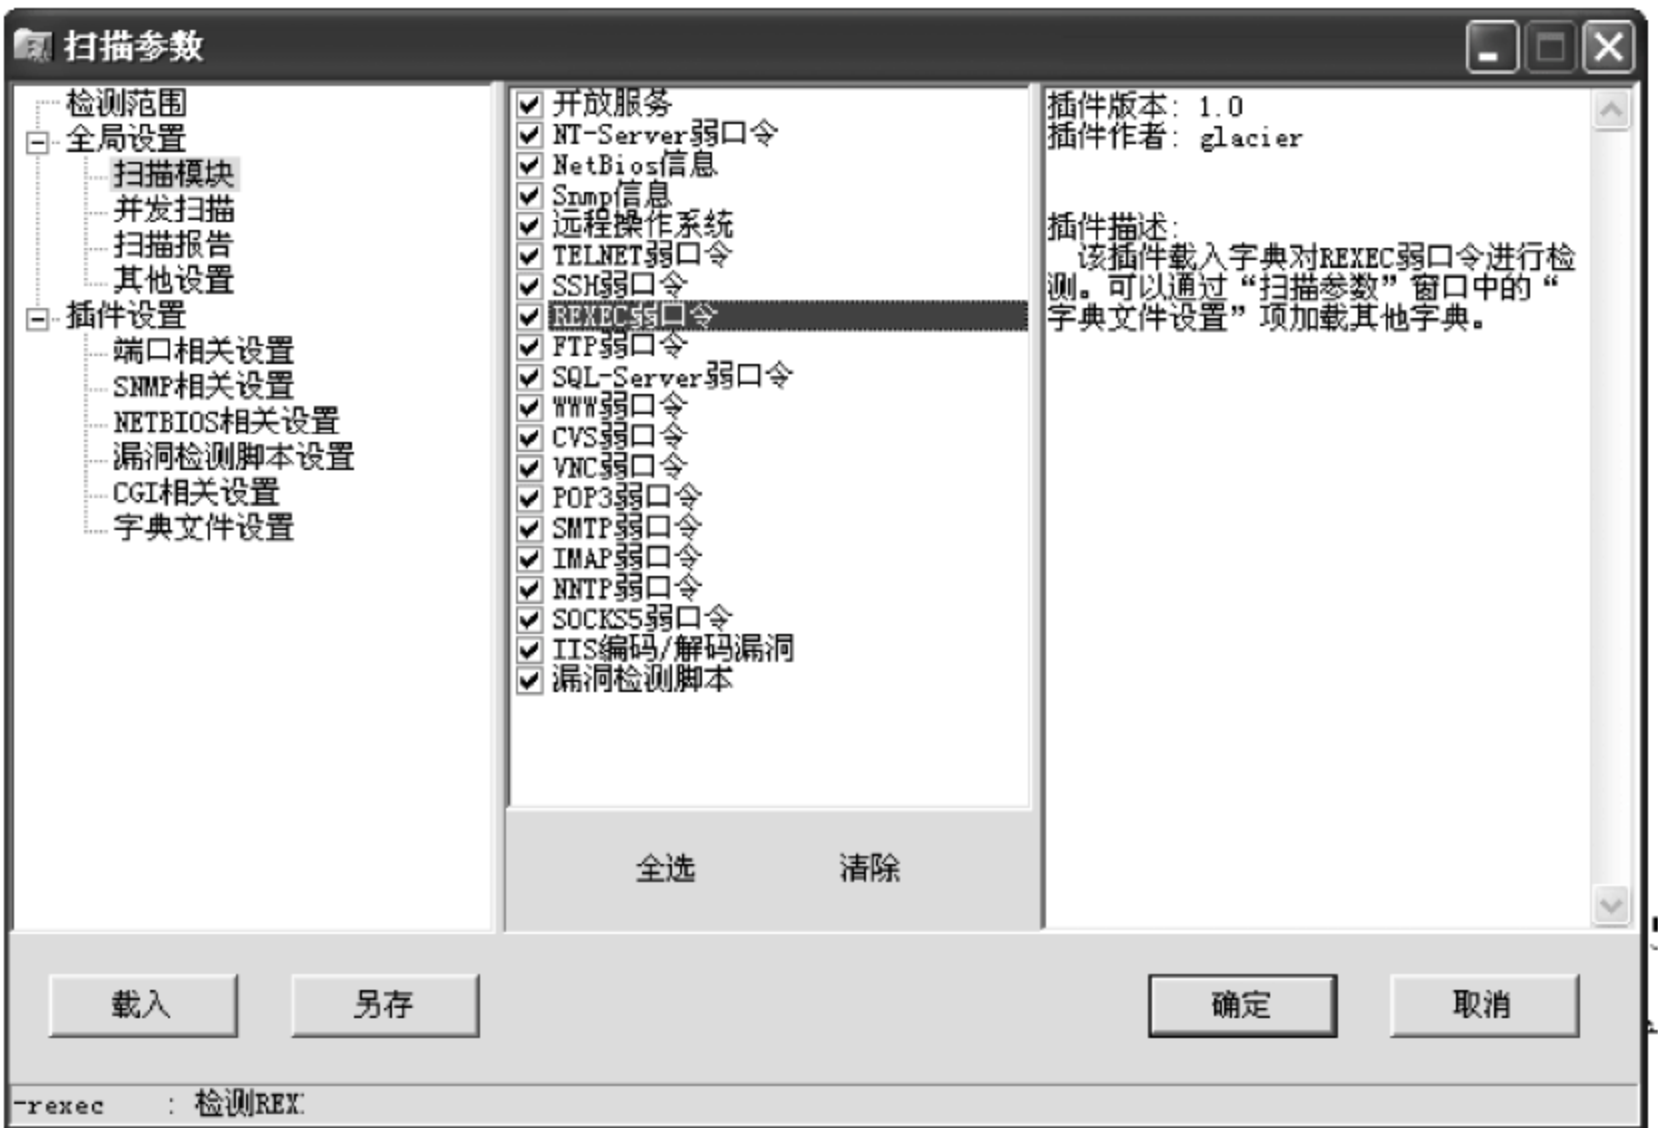 扫描参数
检测范围
全局设置
扫描模块
并发扫描
扫描报告
其他设置
插件设置
端口相关设置
SNMP相关设置
NETBIOS相关设置
漏洞检测脚本设置
CGI相关设置
字典文件设置
开放服务
NT-Server弱口令
NetBios信息
Snmp信息
远程操作系统
TELNET弱口令
SSH弱口令
REXEC弱口令
FTP弱口令
SQL-Server弱口令
WWW弱口令
CVS弱口令
VNC弱口令
POP3弱口令
SMTP弱口令
IMAP弱口令
NNTP弱口令
SOCKS5弱口令
IIS编码/解码漏洞
漏洞检测脚本
全选 清除
插件版本: 1.0
插件作者: glacier
插件描述:
该插件载入字典对REXEC弱口令进行检
测。可以通过“扫描参数”窗口中的“
字典文件设置”项加载其他字典。
载入 另存 确定 取消
-rexec : 检测REX